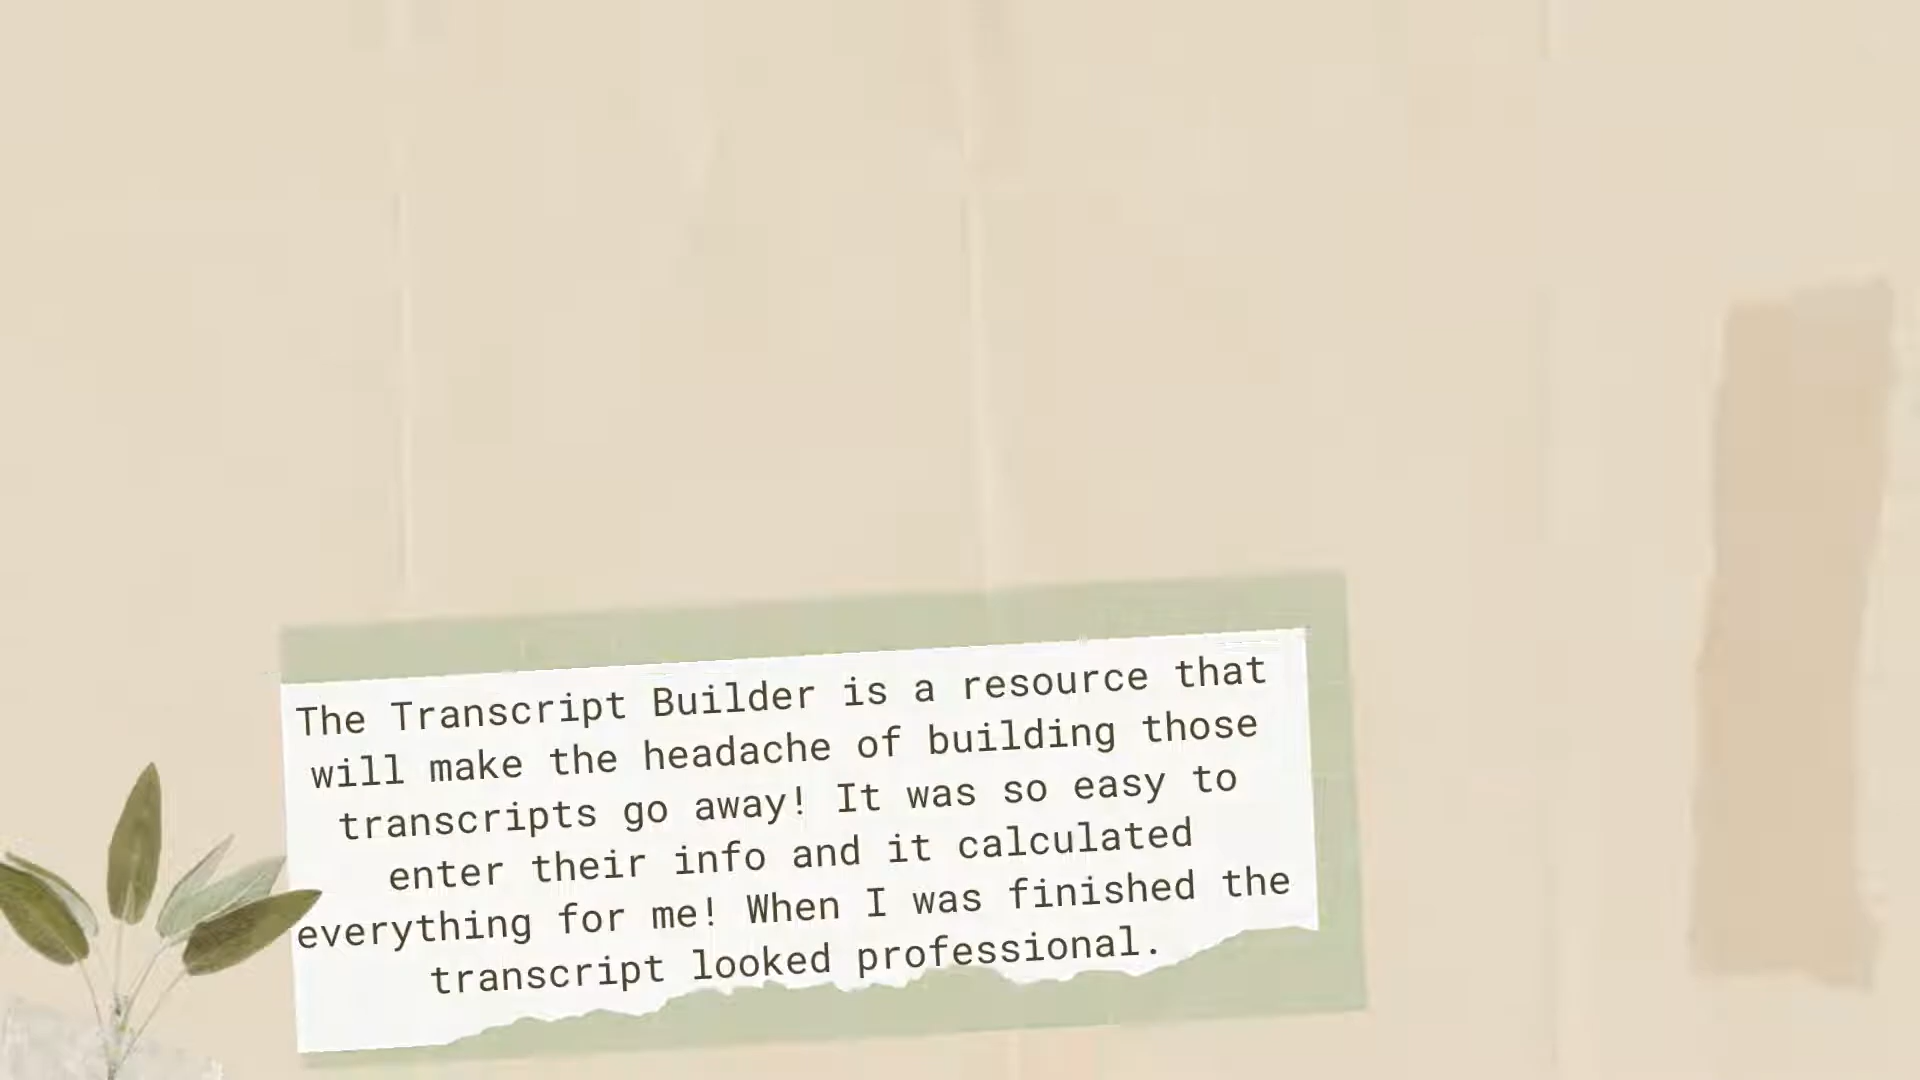 The Transcript Builder is a resource that
will make the headache of building those
transcripts go away! It was so easy to
enter their info and it calculated
everything for me! When I was finished the
transcript looked professional.